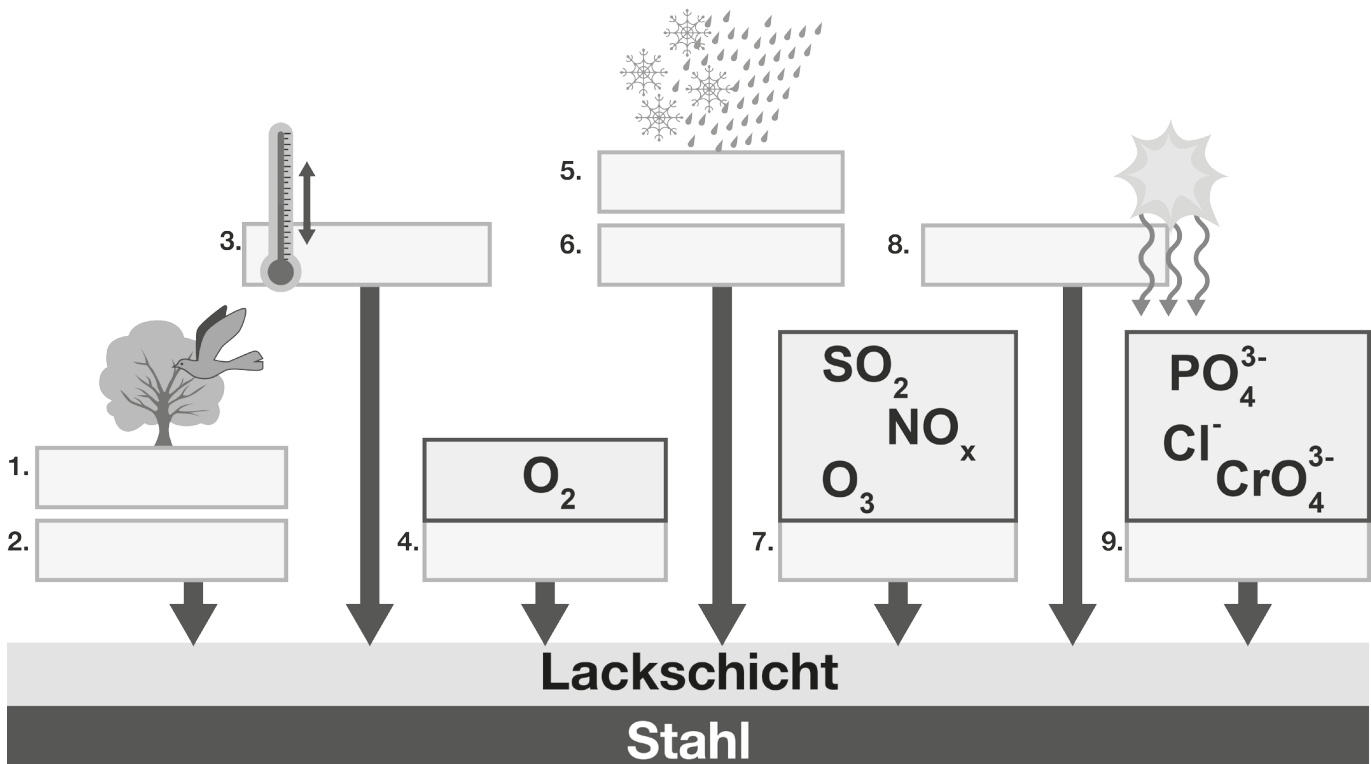 5.
3.
6.
8.
SO₂
NOₓ
O₃
PO₄³⁻
Cl⁻
CrO₄³⁻
1.
O₂
2.
4.
7.
9.
Lackschicht
Stahl